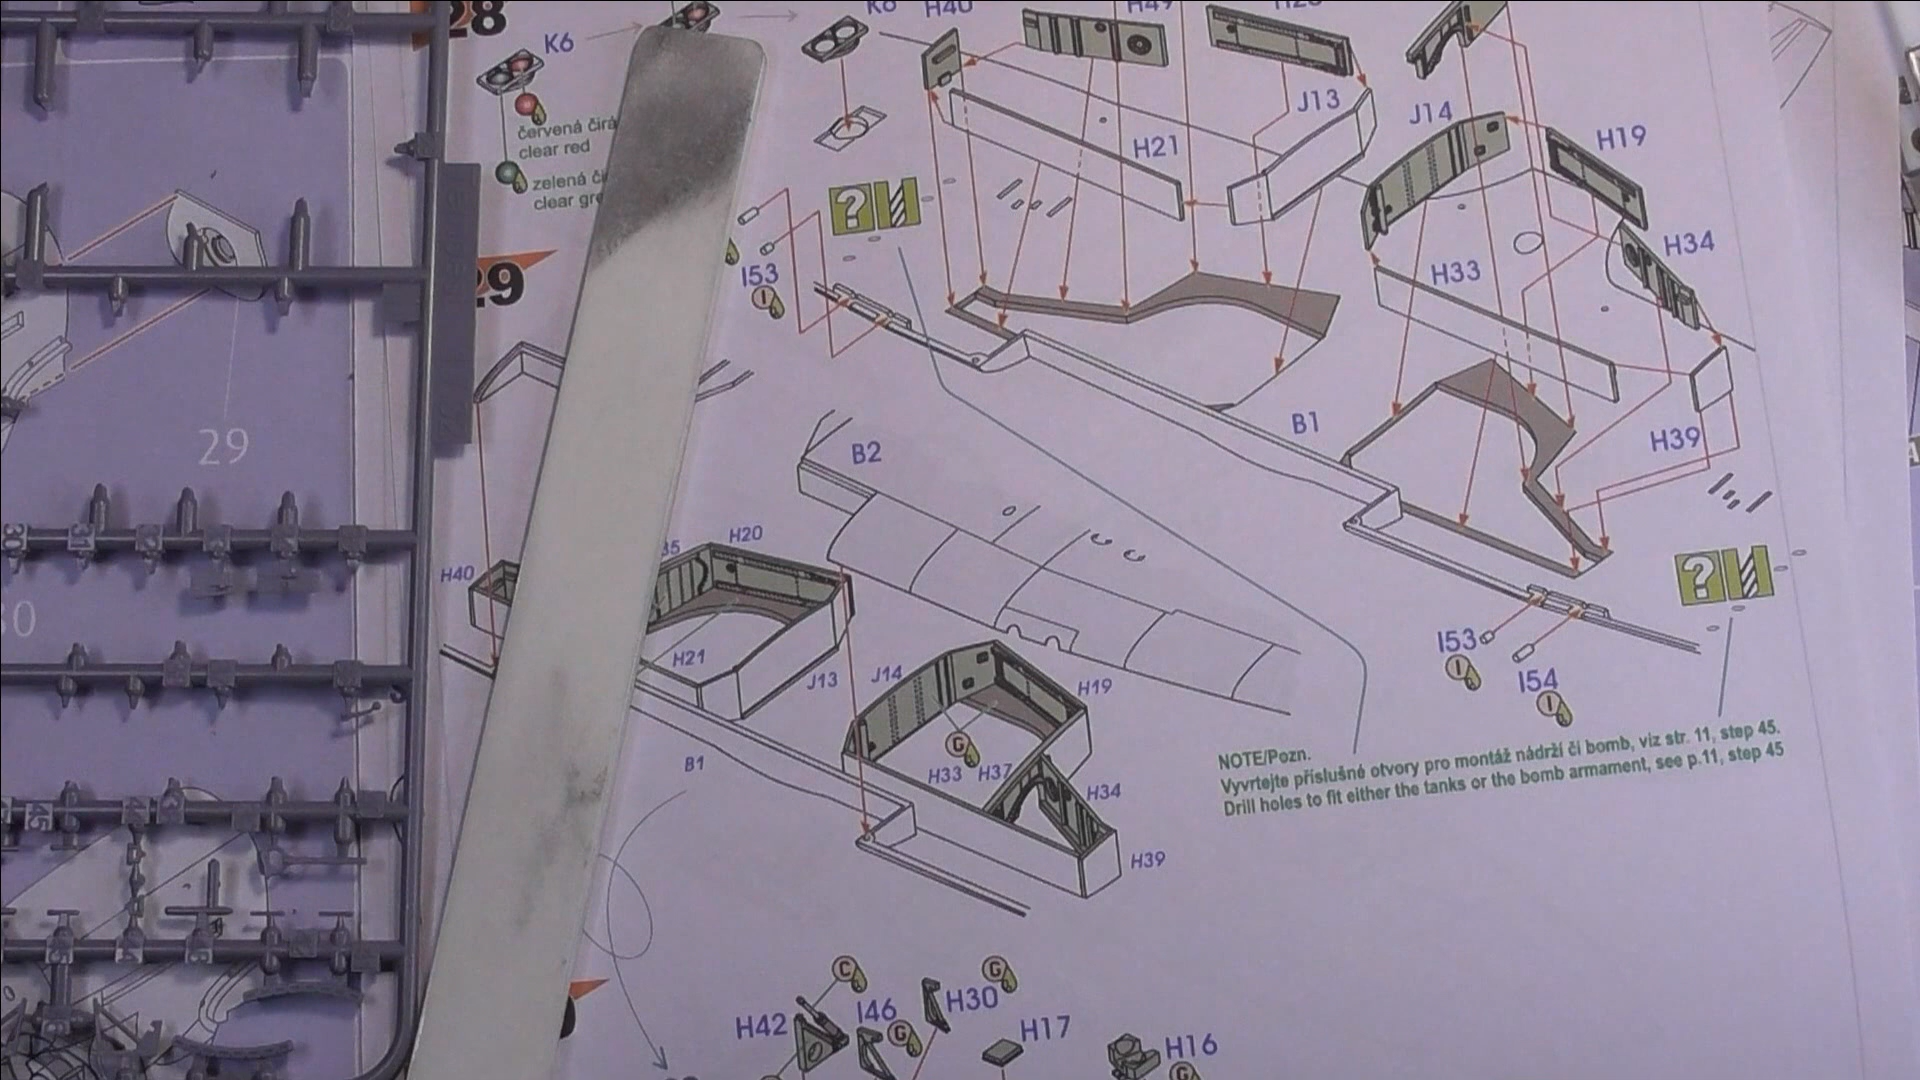 28
K6
červená čirá
clear red
zelená
clear
K6
H40
H49
J13
J14
H19
H21
H34
H33
I53
I
29
B1
H39
29
B2
30
31
H20
H40
H21
J13
J14
H19
G
H33 H37
B1
H34
H39
I53
I
I54
I
NOTE/Pozn.
Vyvrtejte příslušné otvory pro montáž nádrží či bomb, viz str. 11, step 45.
Drill holes to fit either the tanks or the bomb armament, see p.11, step 45
45
C
G
H42
I46
G
H30
H17
H16
G